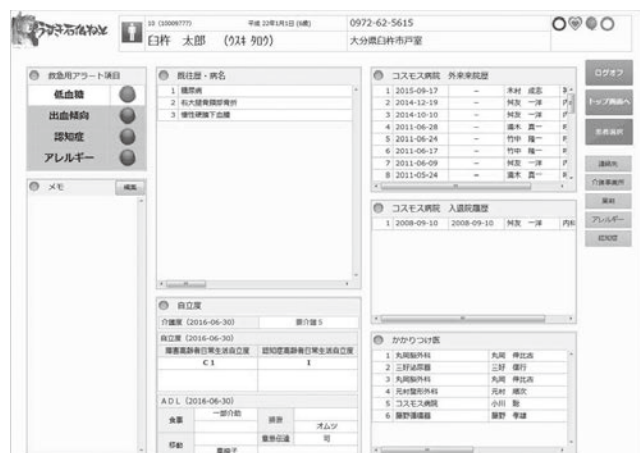 うすき石仏ねっと
10 (10009777) 平成 22年1月1日 [6歳]
臼杵 太郎 (ウスキ タロウ)
0972-62-5615
大分県臼杵市戸室
救急用アラート項目
低血糖
出血傾向
認知症
アレルギー
メモ 編集
既往歴・病名
1 糖尿病
2 右大腿骨頸部骨折
3 慢性硬膜下血腫
自立度
介護度 (2016-06-30) 要介護5
自立度 (2016-06-30)
障害高齢者日常生活自立度 認知症高齢者日常生活自立度
C1 I
ADL (2016-06-30)
食事 一部介助 排泄 オムツ
移動 車椅子 意思伝達 可
コスモス病院 外来来院歴
1 2015-09-17 - 木村 成志
2 2014-12-19 - 舛友 一洋
3 2014-10-10 - 舛友 一洋
4 2011-06-28 - 真一
5 2011-06-24 - 竹中 隆一
6 2011-06-17 - 竹中 隆一
7 2011-06-09 - 舛友 一洋
8 2011-05-24 - 真一
コスモス病院 入退院履歴
1 2008-09-10 2008-09-10 舛友 一洋 内科
かかりつけ医
1 丸岡脳外科 丸岡 伸比古
2 三好泌尿器 三好 信行
3 丸岡脳外科 丸岡 伸比古
4 元村整形外科 元村 順次
5 コスモス病院 小川 聡
6 藤野循環器 藤野 孝雄
ログオフ
トップ画面へ
患者選択
連絡先
介護事業所
薬剤
アレルギー
認知症